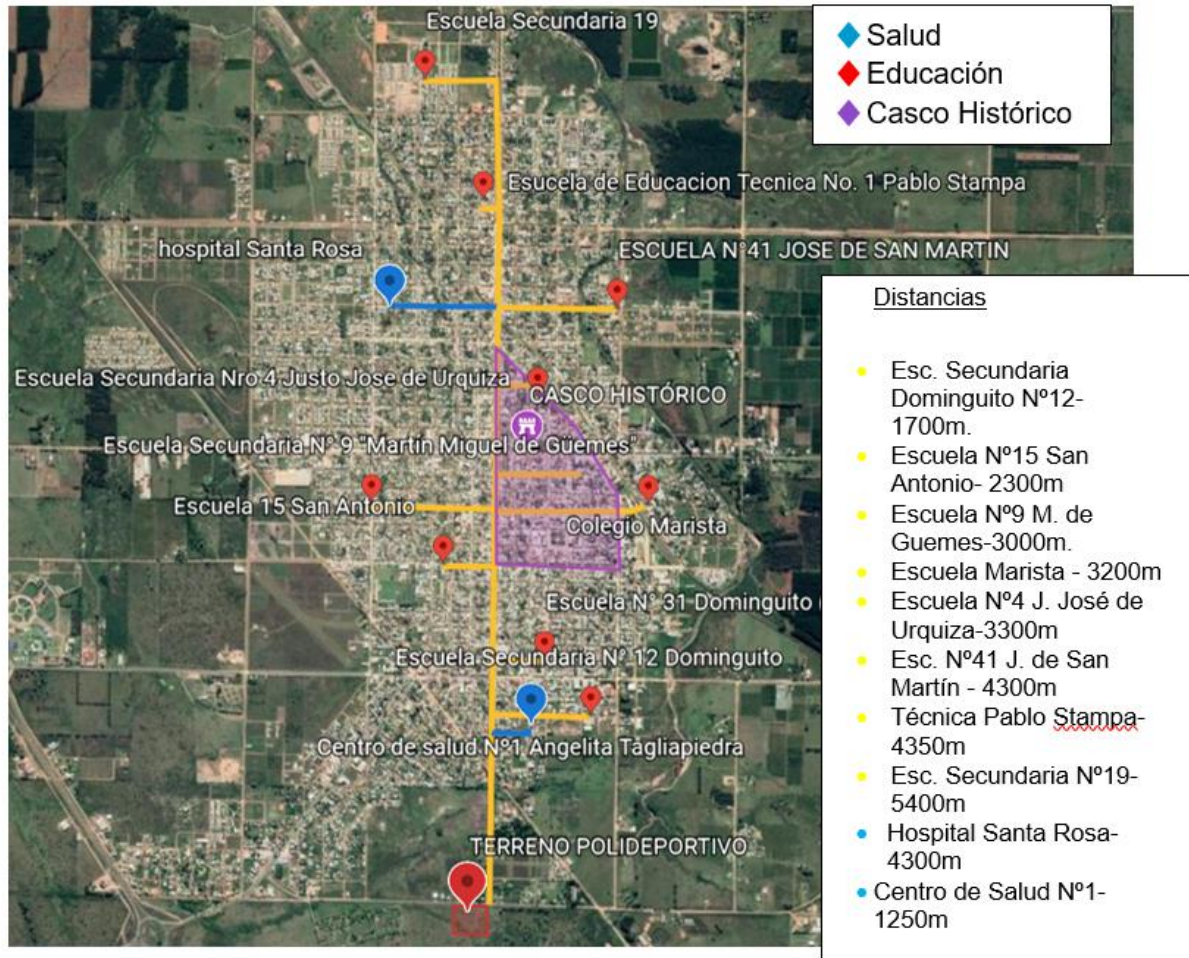 Escuela Secundaria 19
Salud
Educación
Casco Histórico
Esucela de Educacion Tecnica No. 1 Pablo Stampa
hospital Santa Rosa
ESCUELA N°41 JOSE DE SAN MARTIN
Escuela Secundaria Nro 4 Justo Jose de Urquiza
CASCO HISTÓRICO
Escuela Secundaria N° 9 "Martin Miguel de Güemes"
Escuela 15 San Antonio
Colegio Marista
Escuela N° 31 Dominguito (
Escuela Secundaria N° 12 Dominguito
Centro de salud N°1 Angelita Tagliapiedra
TERRENO POLIDEPORTIVO
Distancias
Esc. Secundaria
Dominguito Nº12-
1700m.
Escuela Nº15 San
Antonio- 2300m
Escuela Nº9 M. de
Guemes-3000m.
Escuela Marista - 3200m
Escuela Nº4 J. José de
Urquiza-3300m
Esc. Nº41 J. de San
Martín - 4300m
Técnica Pablo Stampa-
4350m
Esc. Secundaria Nº19-
5400m
Hospital Santa Rosa-
4300m
Centro de Salud Nº1-
1250m